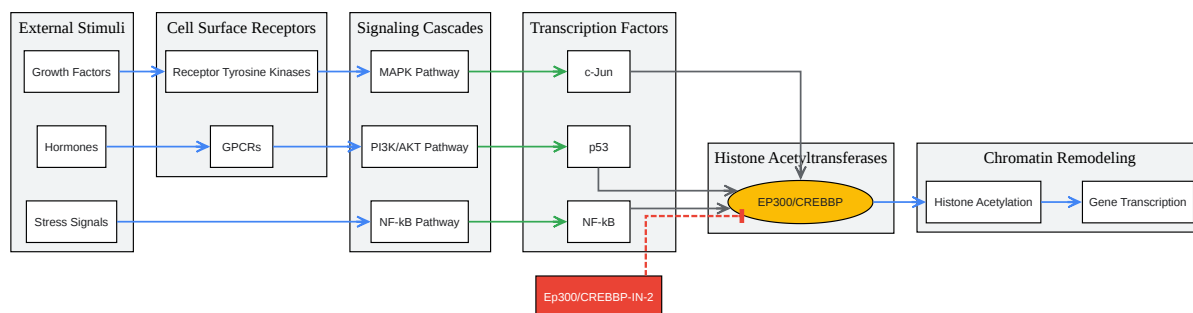 External Stimuli
Growth Factors
Hormones
Stress Signals
Cell Surface Receptors
Receptor Tyrosine Kinases
GPCRs
Signaling Cascades
MAPK Pathway
PI3K/AKT Pathway
NF-kB Pathway
Transcription Factors
c-Jun
p53
NF-kB
Histone Acetyltransferases
EP300/CREBBP
Chromatin Remodeling
Histone Acetylation
Gene Transcription
Ep300/CREBBP-IN-2